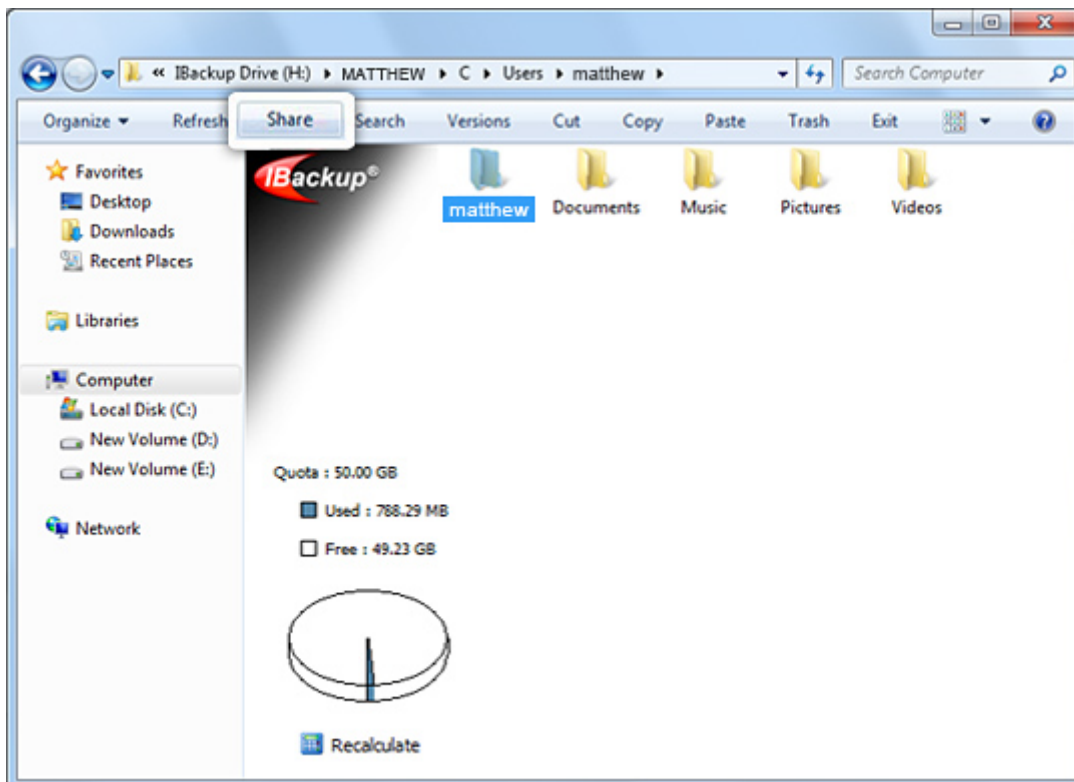 « IBackup Drive (H:) ▸ MATTHEW ▸ C ▸ Users ▸ matthew ▸ Search Computer
Organize Refresh Share Search Versions Cut Copy Paste Trash Exit
Favorites
Desktop
Downloads
Recent Places
Libraries
Computer
Local Disk (C:)
New Volume (D:)
New Volume (E:)
Network
IBackup®
matthew Documents Music Pictures Videos
Quota : 50.00 GB
Used : 788.29 MB
Free : 49.23 GB
Recalculate